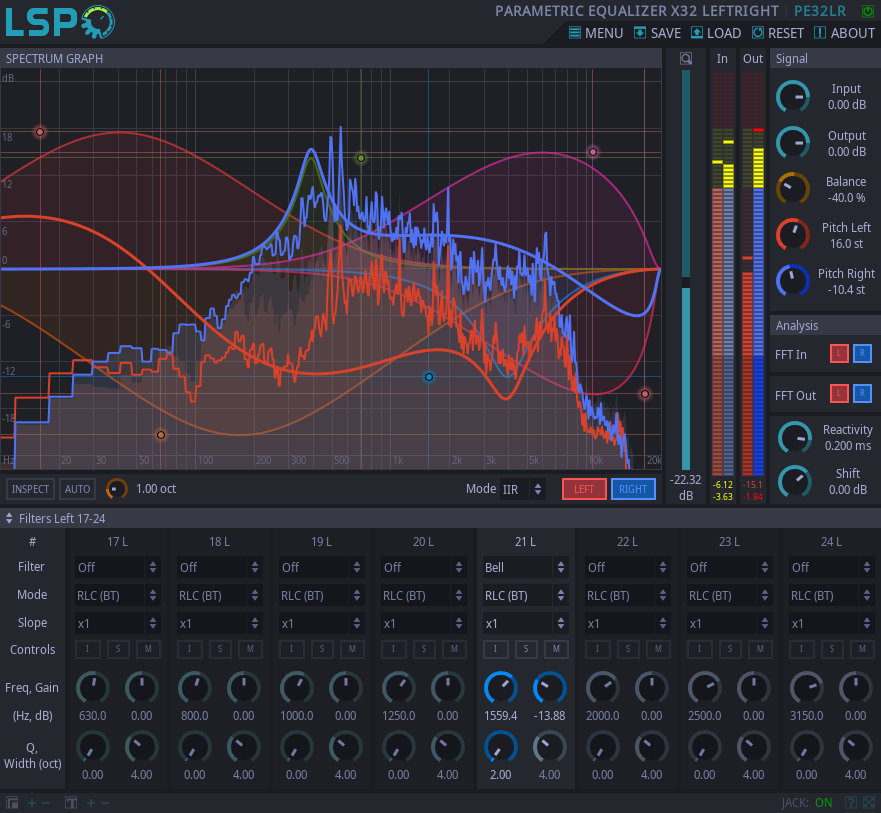 LSP
PARAMETRIC EQUALIZER X32 LEFTRIGHT PE32LR
MENU SAVE LOAD RESET ABOUT
SPECTRUM GRAPH In Out Signal
dB
18
12
6
0
-6
-12
-18
Hz 20 30 50 100 200 300 500 1k 2k 3k 5k 10k 20k
Input
0.00 dB
Output
0.00 dB
Balance
-40.0 %
Pitch Left
16.0 st
Pitch Right
-10.4 st
Analysis
FFT In L R
FFT Out L R
Reactivity
0.200 ms
Shift
0.00 dB
-22.32
dB
-6.12 -15.1
-3.63 -1.94
INSPECT AUTO 1.00 oct Mode IIR LEFT RIGHT
Filters Left 17-24
# 17 L 18 L 19 L 20 L 21 L 22 L 23 L 24 L
Filter Off Off Off Off Bell Off Off Off
Mode RLC (BT) RLC (BT) RLC (BT) RLC (BT) RLC (BT) RLC (BT) RLC (BT) RLC (BT)
Slope x1 x1 x1 x1 x1 x1 x1 x1
Controls I S M I S M I S M I S M I S M I S M I S M I S M
Freq, Gain
(Hz, dB) 630.0 0.00 800.0 0.00 1000.0 0.00 1250.0 0.00 1559.4 -13.88 2000.0 0.00 2500.0 0.00 3150.0 0.00
Q,
Width (oct)
0.00 4.00 0.00 4.00 0.00 4.00 0.00 4.00 2.00 4.00 0.00 4.00 0.00 4.00 0.00 4.00
JACK: ON